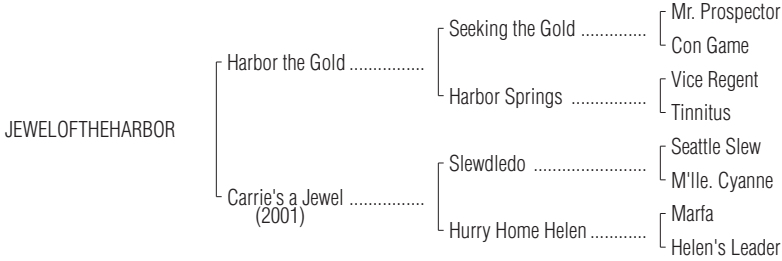 Mr. Prospector
Seeking the Gold ..............
Con Game
Harbor the Gold ................
Vice Regent
Harbor Springs ................
Tinnitus
JEWELOFTHEHARBOR
Seattle Slew
Slewdledo ........................
M'lle. Cyanne
Carrie's a Jewel ................
(2001)
Marfa
Hurry Home Helen ............
Helen's Leader